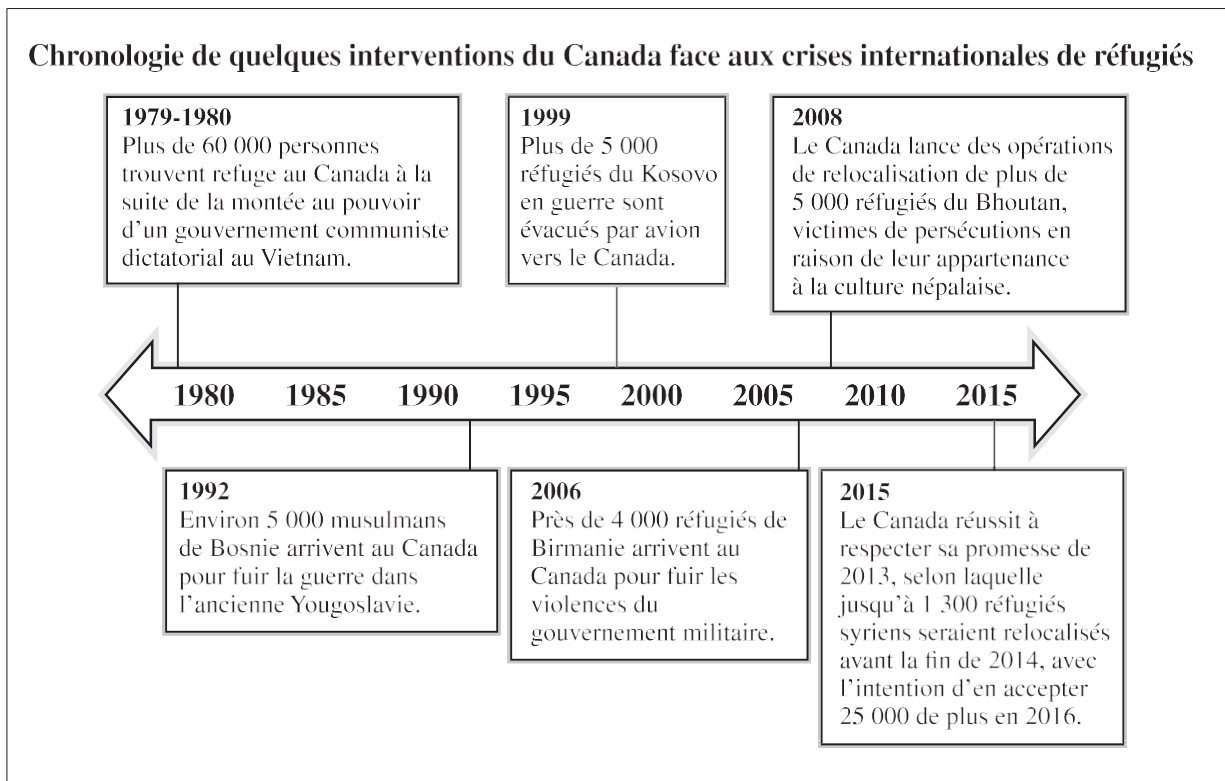 Chronologie de quelques interventions du Canada face aux crises internationales de réfugiés
1979-1980
Plus de 60 000 personnes
trouvent refuge au Canada à la
suite de la montée au pouvoir
d’un gouvernement communiste
dictatorial au Vietnam.
1999
Plus de 5 000
réfugiés du Kosovo
en guerre sont
évacués par avion
vers le Canada.
2008
Le Canada lance des opérations
de relocalisation de plus de
5 000 réfugiés du Bhoutan,
victimes de persécutions en
raison de leur appartenance
à la culture népalaise.
1980 1985 1990 1995 2000 2005 2010 2015
1992
Environ 5 000 musulmans
de Bosnie arrivent au Canada
pour fuir la guerre dans
l’ancienne Yougoslavie.
2006
Près de 4 000 réfugiés de
Birmanie arrivent au
Canada pour fuir les
violences du
gouvernement militaire.
2015
Le Canada réussit à
respecter sa promesse de
2013, selon laquelle
jusqu’à 1 300 réfugiés
syriens seraient relocalisés
avant la fin de 2014, avec
l’intention d’en accepter
25 000 de plus en 2016.